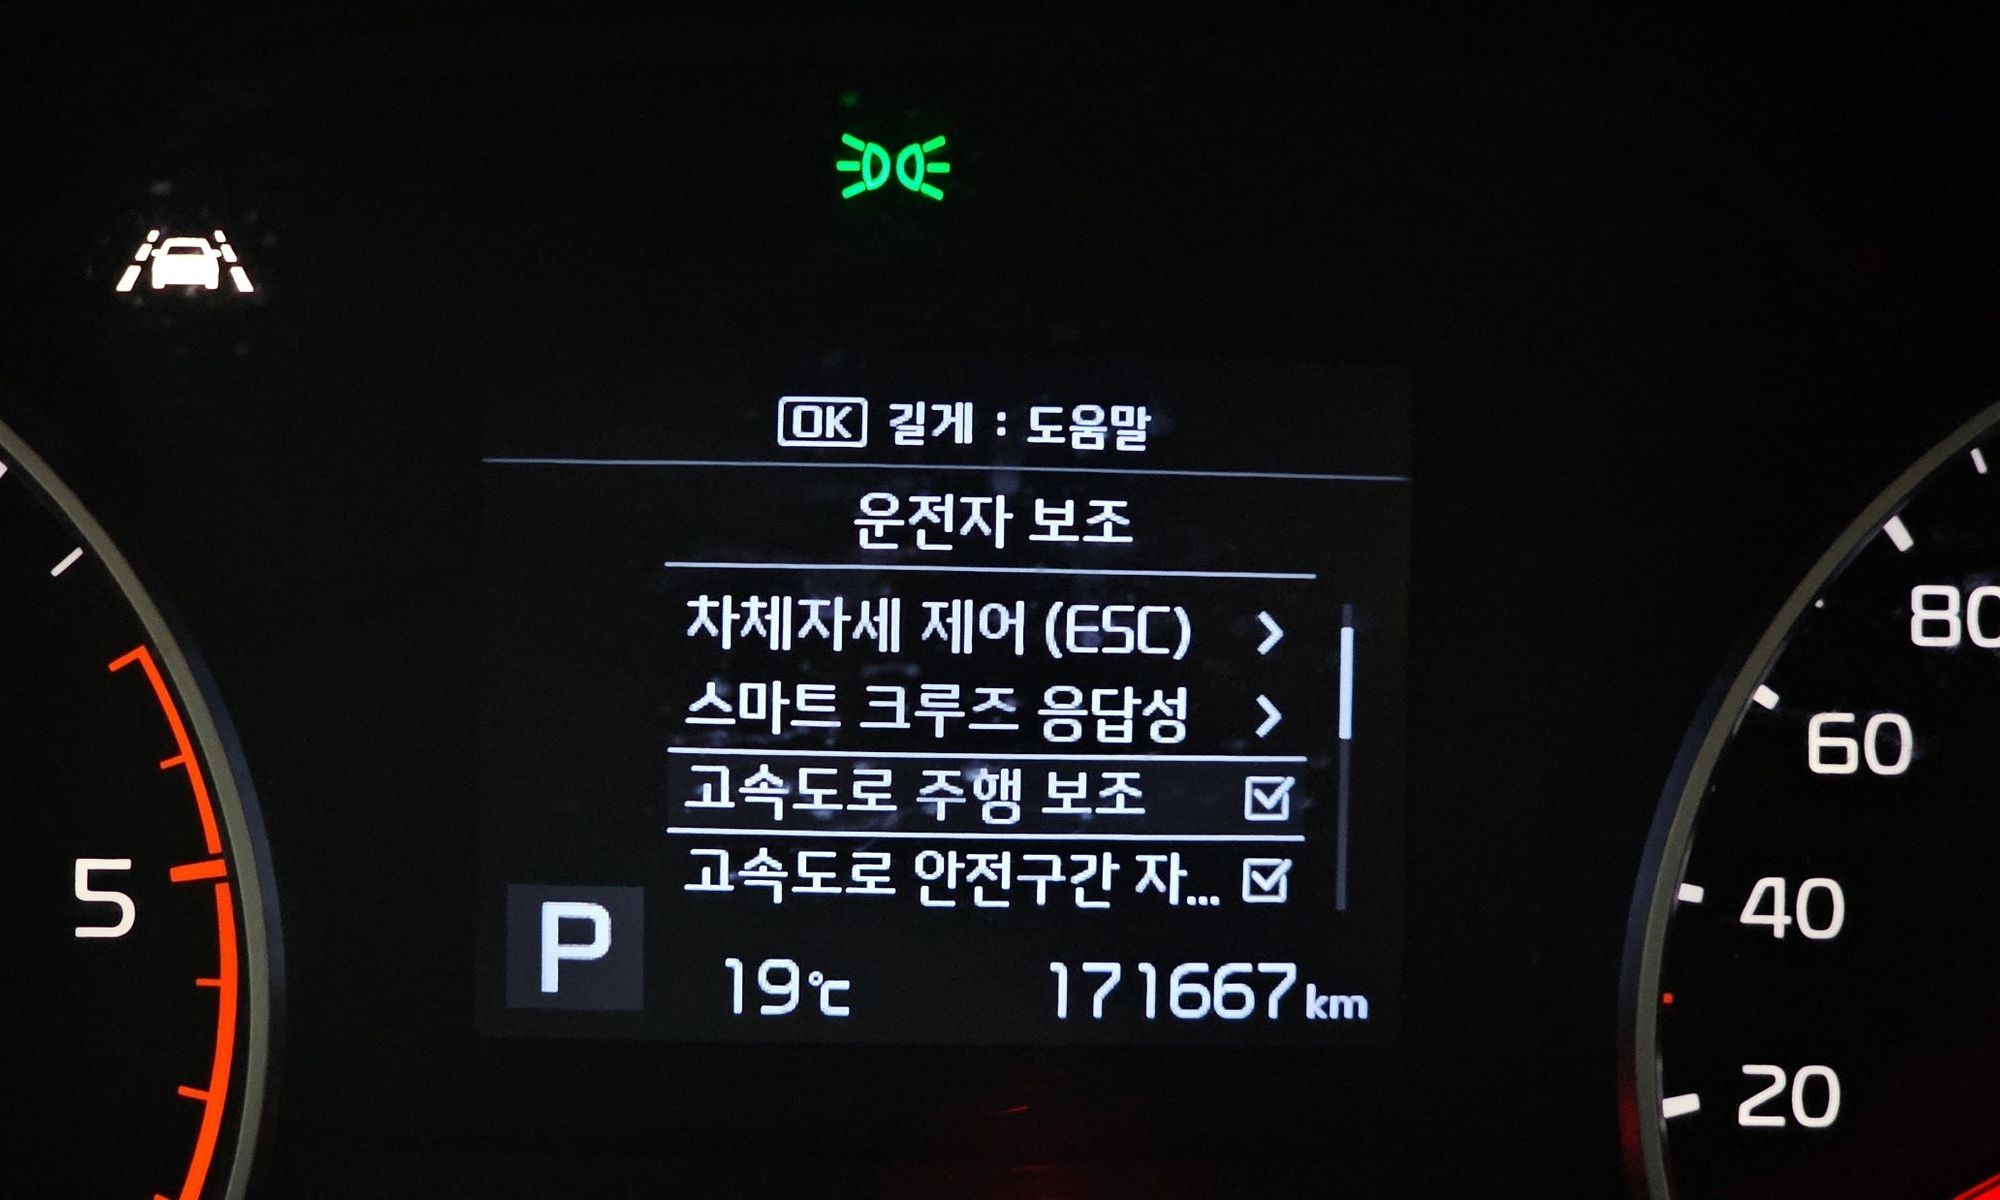 OK 길게 : 도움말
운전자 보조
차체자세 제어 (ESC)
스마트 크루즈 응답성
고속도로 주행 보조
고속도로 안전구간 자...
P
19℃
171667 km
5
80
60
40
20